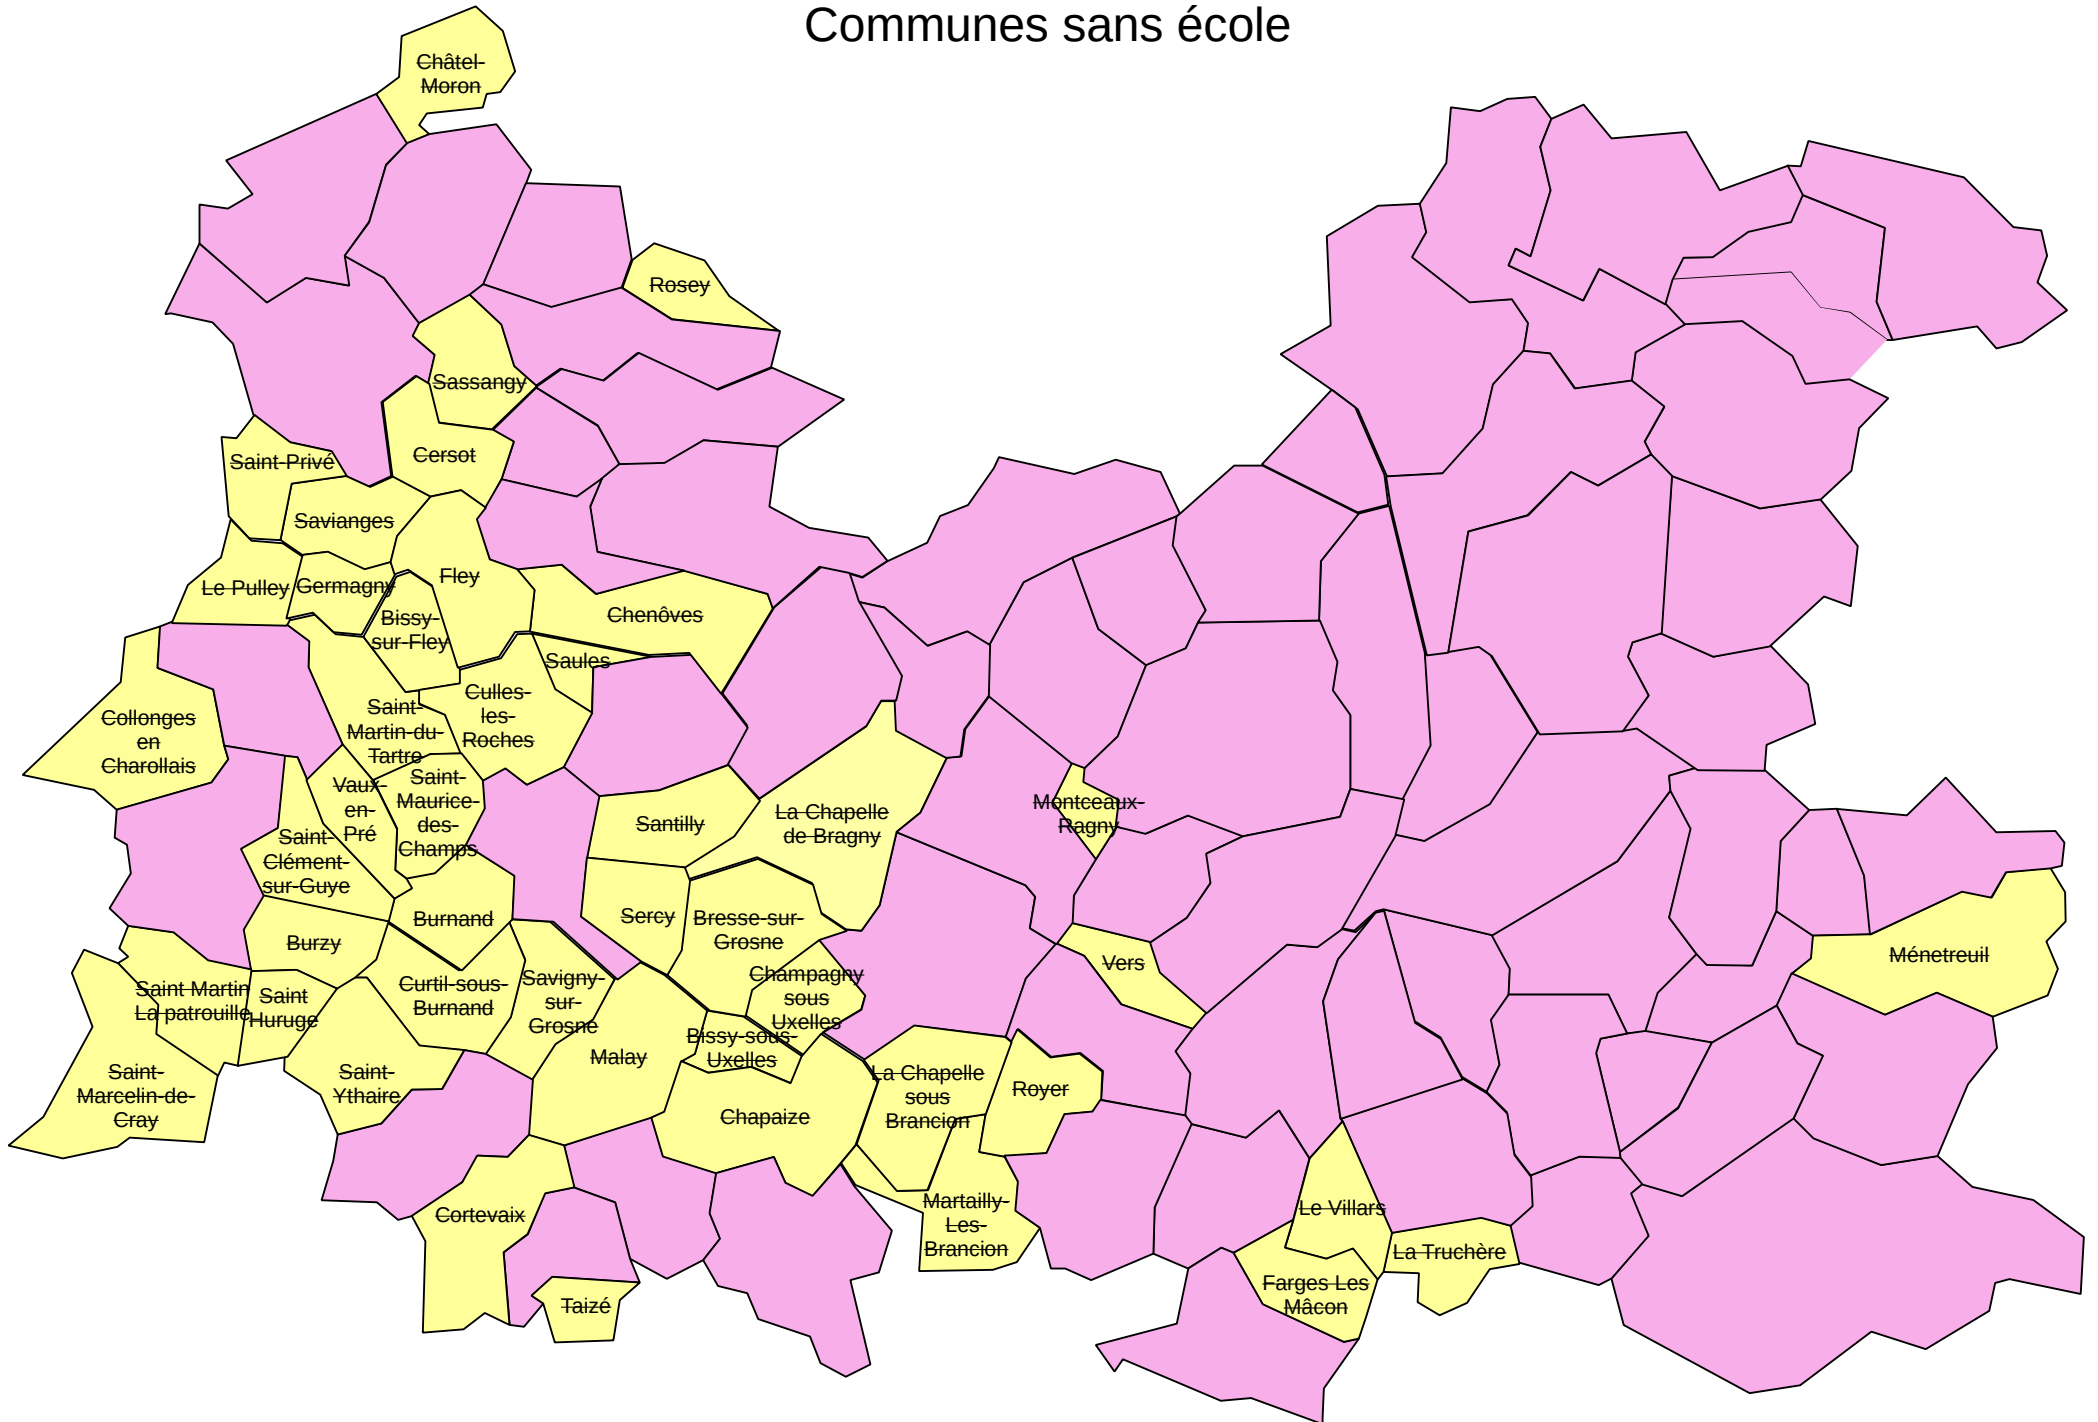 Communes sans école
Châtel-
Moron
Rosey
Sassangy
Cersot
Saint-Privé
Savianges
Le Pulley
Germagny
Fley
Bissy-
sur-Fley
Chenôves
Saules
Collonges
en
Charollais
Saint-
Martin-du-
Tartre
Culles-
les-
Roches
Vaux-
en-
Pré
Saint-
Maurice-
des-
Champs
Saint-
Clément-
sur-Guye
Santilly
La Chapelle
de Bragny
Montceaux-
Ragny
Burnand
Sercy
Bresse-sur-
Grosne
Burzy
Vers
Ménetreuil
Saint Martin
La patrouille
Saint
Huruge
Curtil-sous-
Burnand
Savigny-
sur-
Grosne
Champagny
sous
Uxelles
Bissy-sous-
Uxelles
Malay
Saint-
Marcelin-de-
Cray
Saint-
Ythaire
Chapaize
La Chapelle
sous
Brancion
Royer
Martailly-
Les-
Brancion
Cortevaix
Taizé
Le Villars
La Truchère
Farges Les
Mâcon